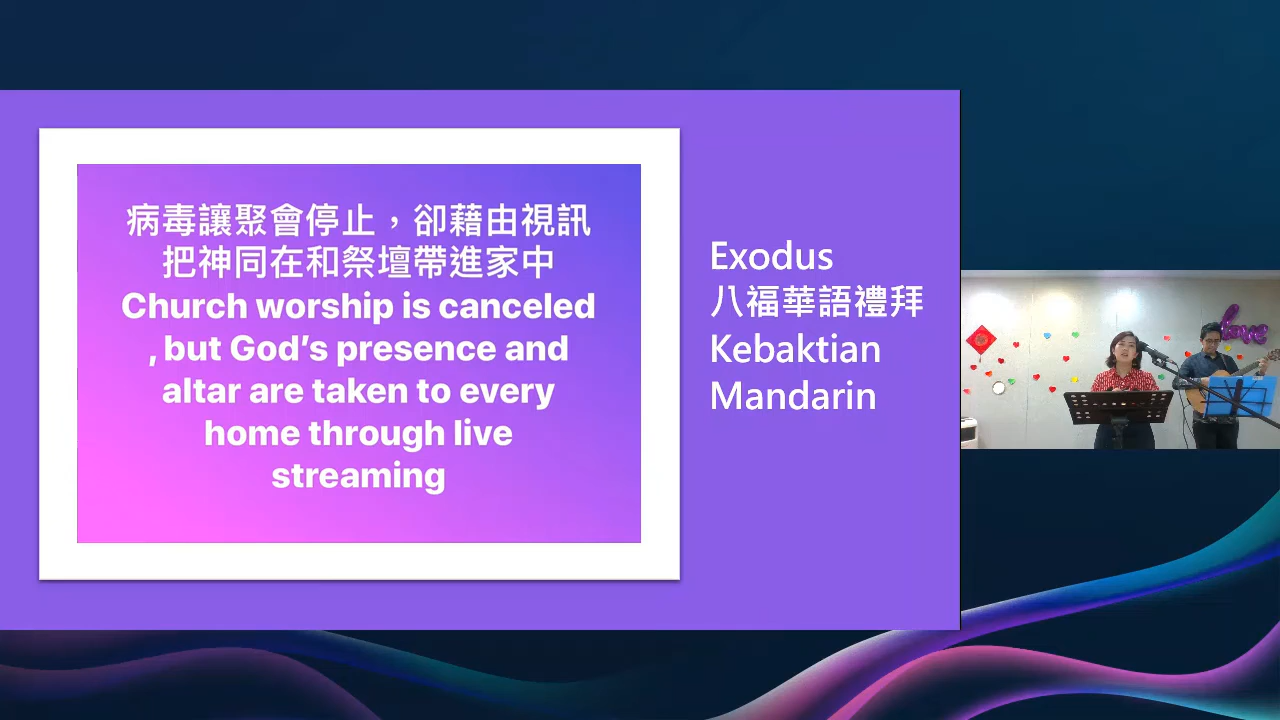 病毒讓聚會停止，卻藉由視訊
把神同在和祭壇帶進家中
Church worship is canceled
, but God’s presence and
altar are taken to every
home through live
streaming
Exodus
八福華語禮拜
Kebaktian
Mandarin
love